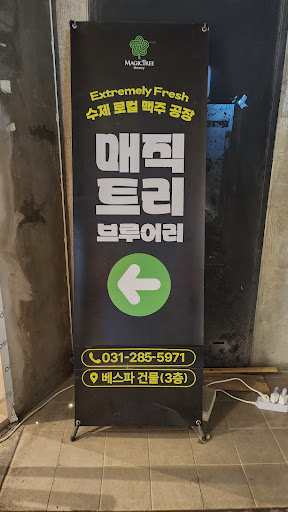 MAGICTREE
Brewery
Extremely Fresh
수제 로컬 맥주 공장
매직
트리
브루어리
031-285-5971
베스파 건물(3층)